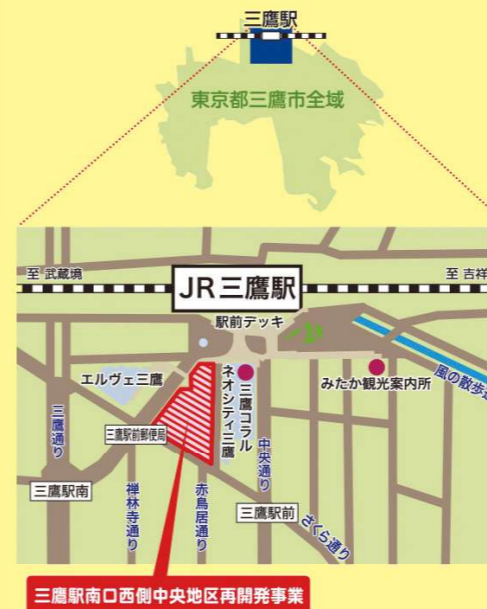 三鷹駅
東京都三鷹市全域
至 武蔵境
JR三鷹駅
至 吉祥
駅前デッキ
エルヴェ三鷹
三鷹コラル
ネオシティ三鷹
みたか観光案内所
風の散歩
三鷹通り
三鷹駅前郵便局
中央通り
三鷹駅南
禅林寺通り
赤鳥居通り
三鷹駅前
さくら通り
三鷹駅南口西側中央地区再開発事業